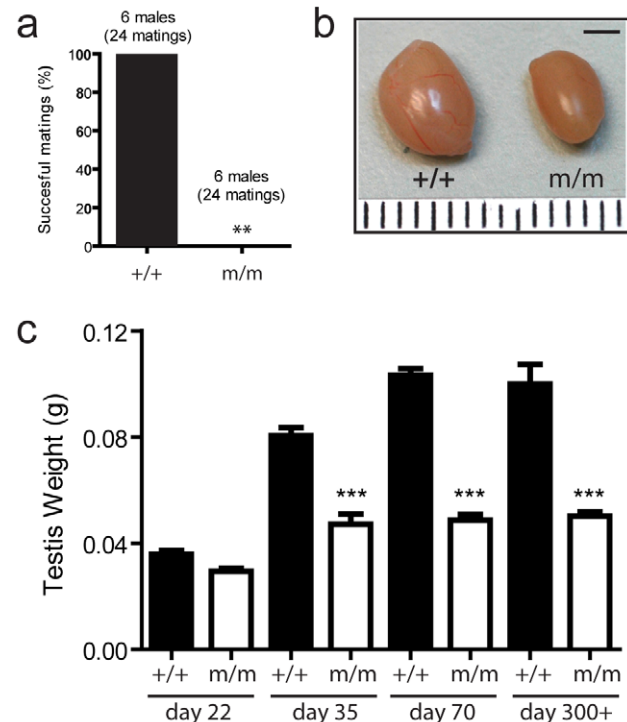 a
6 males
(24 matings)
Succesful matings (%)
100
80
60
40
20
0
6 males
(24 matings)
**
+/+
m/m
b
+/+
m/m
c
Testis Weight (g)
0.12
0.08
0.04
0.00
***
***
***
+/+ m/m +/+ m/m +/+ m/m +/+ m/m
day 22 day 35 day 70 day 300+